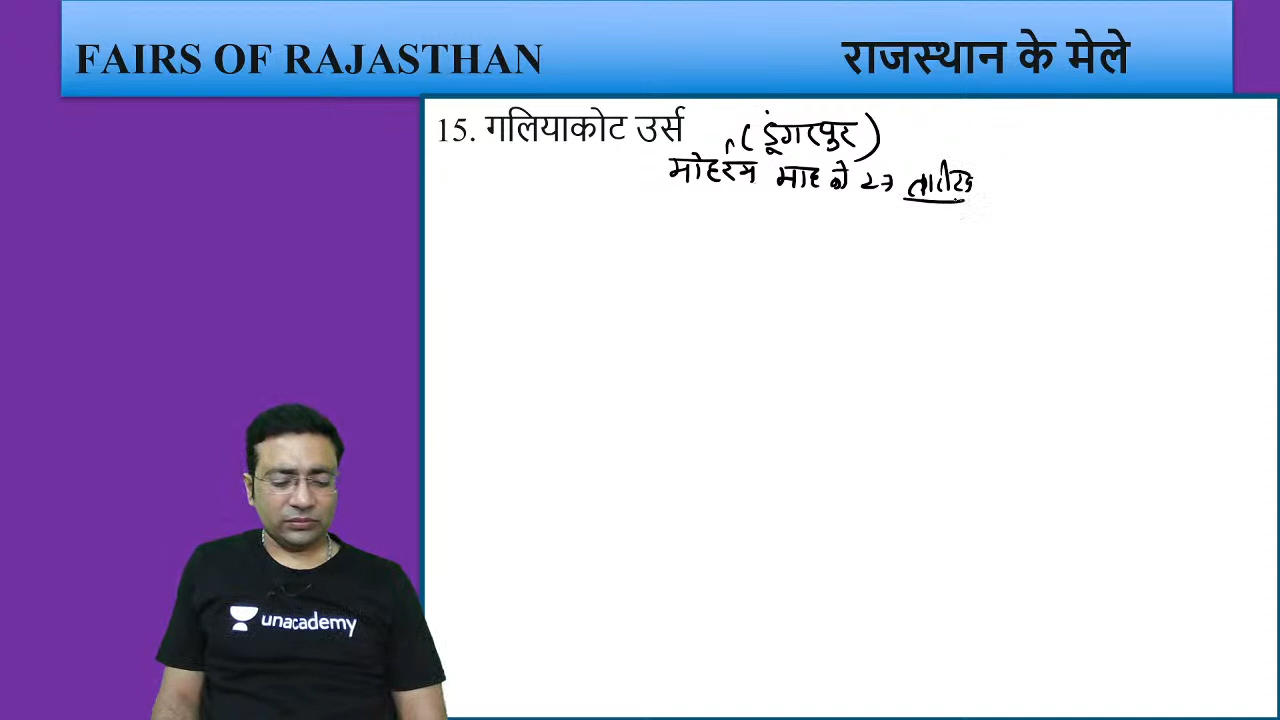 FAIRS OF RAJASTHAN राजस्थान के मेले
15. गलियाकोट उर्स (डूंगरपुर)
मोहर्रम माह की 27 तारीख
unacademy